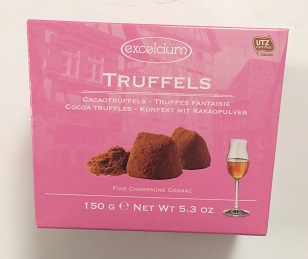 excelcium
TRUFFELS
CACAOTRUFFELS - TRUFFES FANTAISIE
COCOA TRUFFLES - KONFEKT MIT KAKAOPULVER
FINE CHAMPAGNE COGNAC
150 G ℮ NET WT 5.3 OZ
UTZ